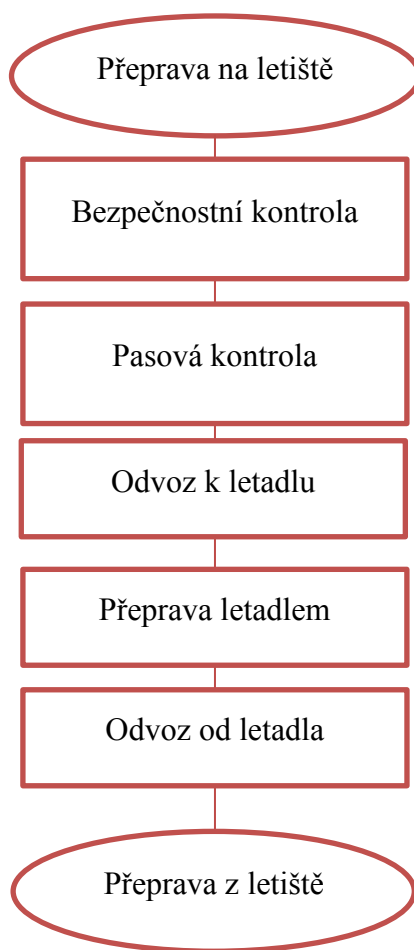 Přeprava na letiště
Bezpečnostní kontrola
Pasová kontrola
Odvoz k letadlu
Přeprava letadlem
Odvoz od letadla
Přeprava z letiště